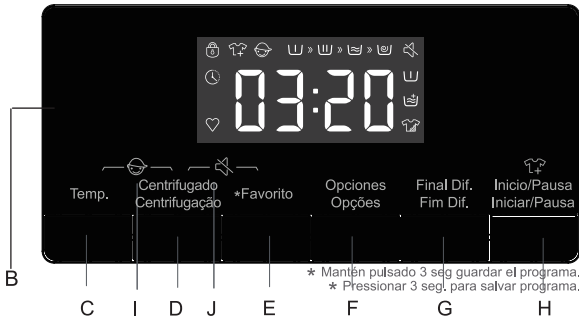 03:20
Temp.
Centrifugado
Centrifugação
*Favorito
Opciones
Opções
Final Dif.
Fim Dif.
Inicio/Pausa
Iniciar/Pausa
B
* Mantén pulsado 3 seg guardar el programa.
* Pressionar 3 seg. para salvar programa.
C I D J E F G H